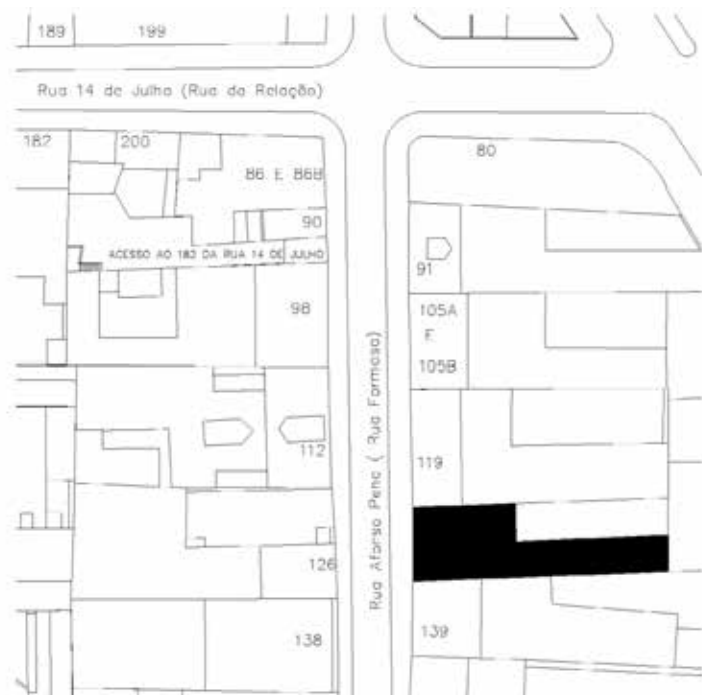 189
199
Rua 14 de Julho (Rua da Relação)
182
200
86 E 86B
80
90
ACESSO AO 182 DA RUA 14 DE JULHO
91
98
105A
E
105B
Rua Afonso Pena ( Rua Formosa)
112
119
126
138
139